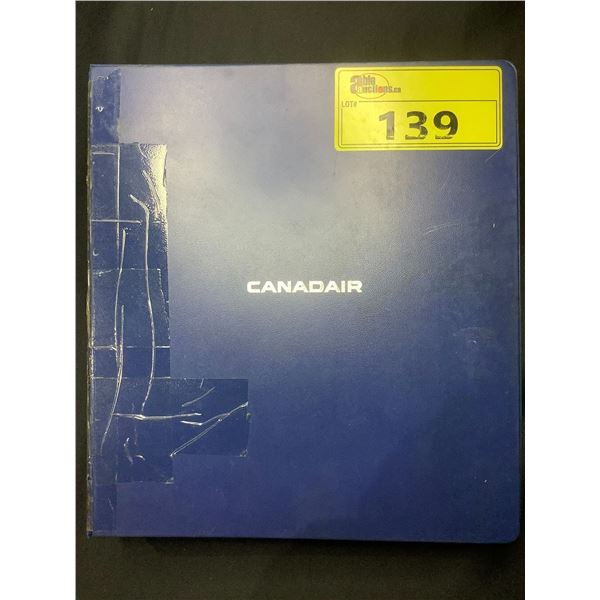 Able
Auctions.ca
LOT#
139
CANADAIR